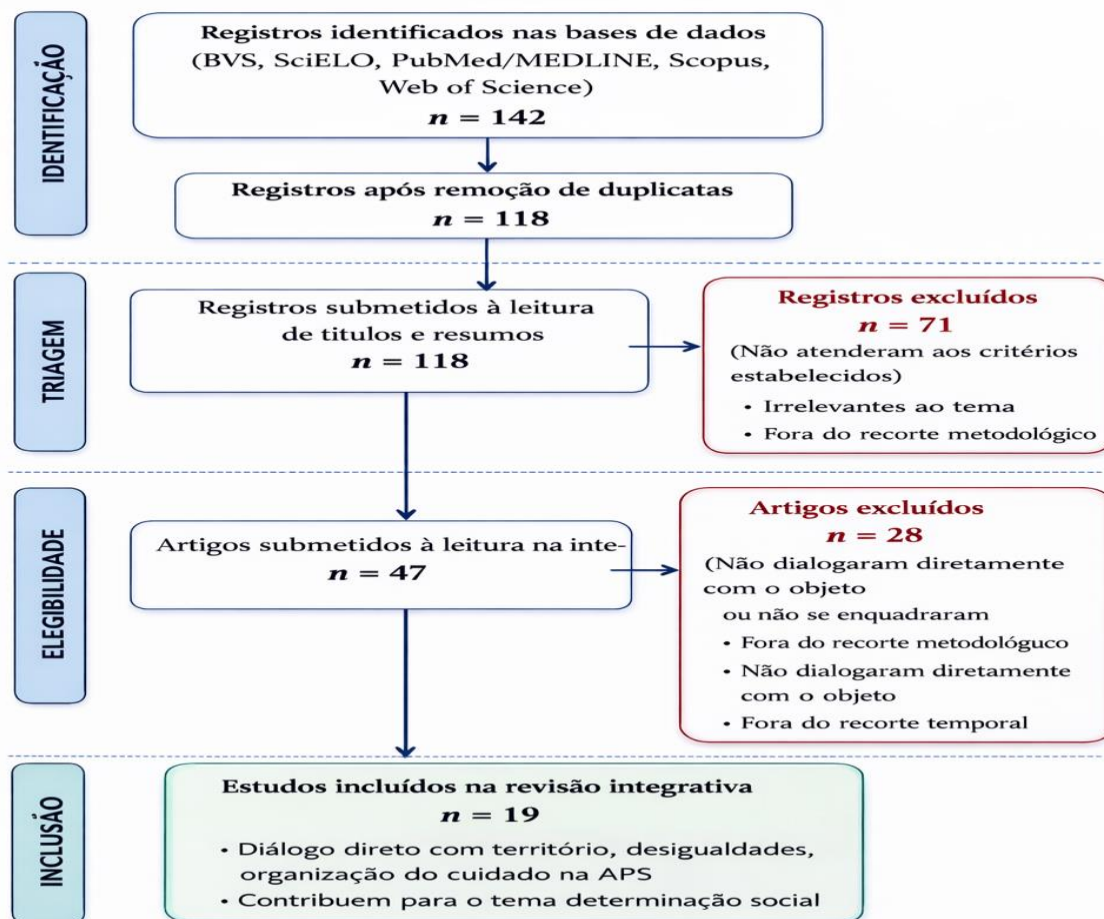 IDENTIFICAÇÃO
Registros identificados nas bases de dados
(BVS, SciELO, PubMed/MEDLINE, Scopus,
Web of Science)
n = 142
Registros após remoção de duplicatas
n = 118
TRIAGEM
Registros submetidos à leitura
de titulos e resumos
n = 118
Registros excluídos
n = 71
(Não atenderam aos critérios
estabelecidos)
• Irrelevantes ao tema
• Fora do recorte metodológico
ELEGIBILIDADE
Artigos submetidos à leitura na inte-
n = 47
Artigos excluídos
n = 28
(Não dialogaram diretamente
com o objeto
ou não se enquadraram
• Fora do recorte metodológuco
• Não dialogaram diretamente
com o objeto
• Fora do recorte temporal
INCLUSÃO
Estudos incluídos na revisão integrativa
n = 19
• Diálogo direto com território, desigualdades,
organização do cuidado na APS
• Contribuem para o tema determinação social